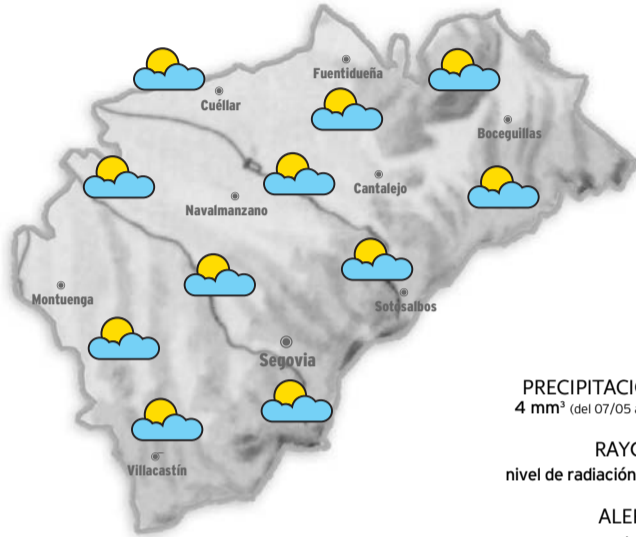 Fuentidueña
Cuéllar
Boceguillas
Cantalejo
Navalmanzano
Montuenga
Sotosalbos
Segovia
Villacastín
PRECIPITACIO
4 mm³ (del 07/05 a
RAYO
nivel de radiación
ALER